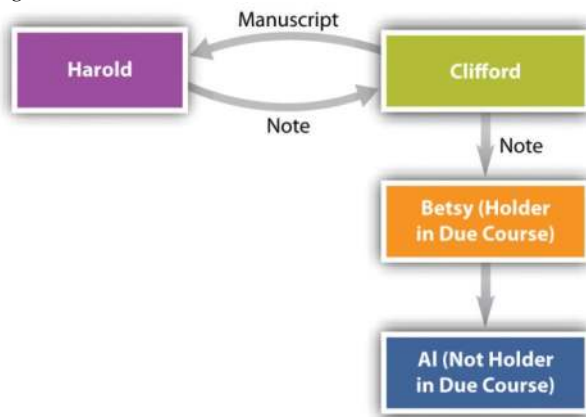 g
Manuscript
Harold
Clifford
Note
Note
Betsy (Holder
in Due Course)
Al (Not Holder
in Due Course)